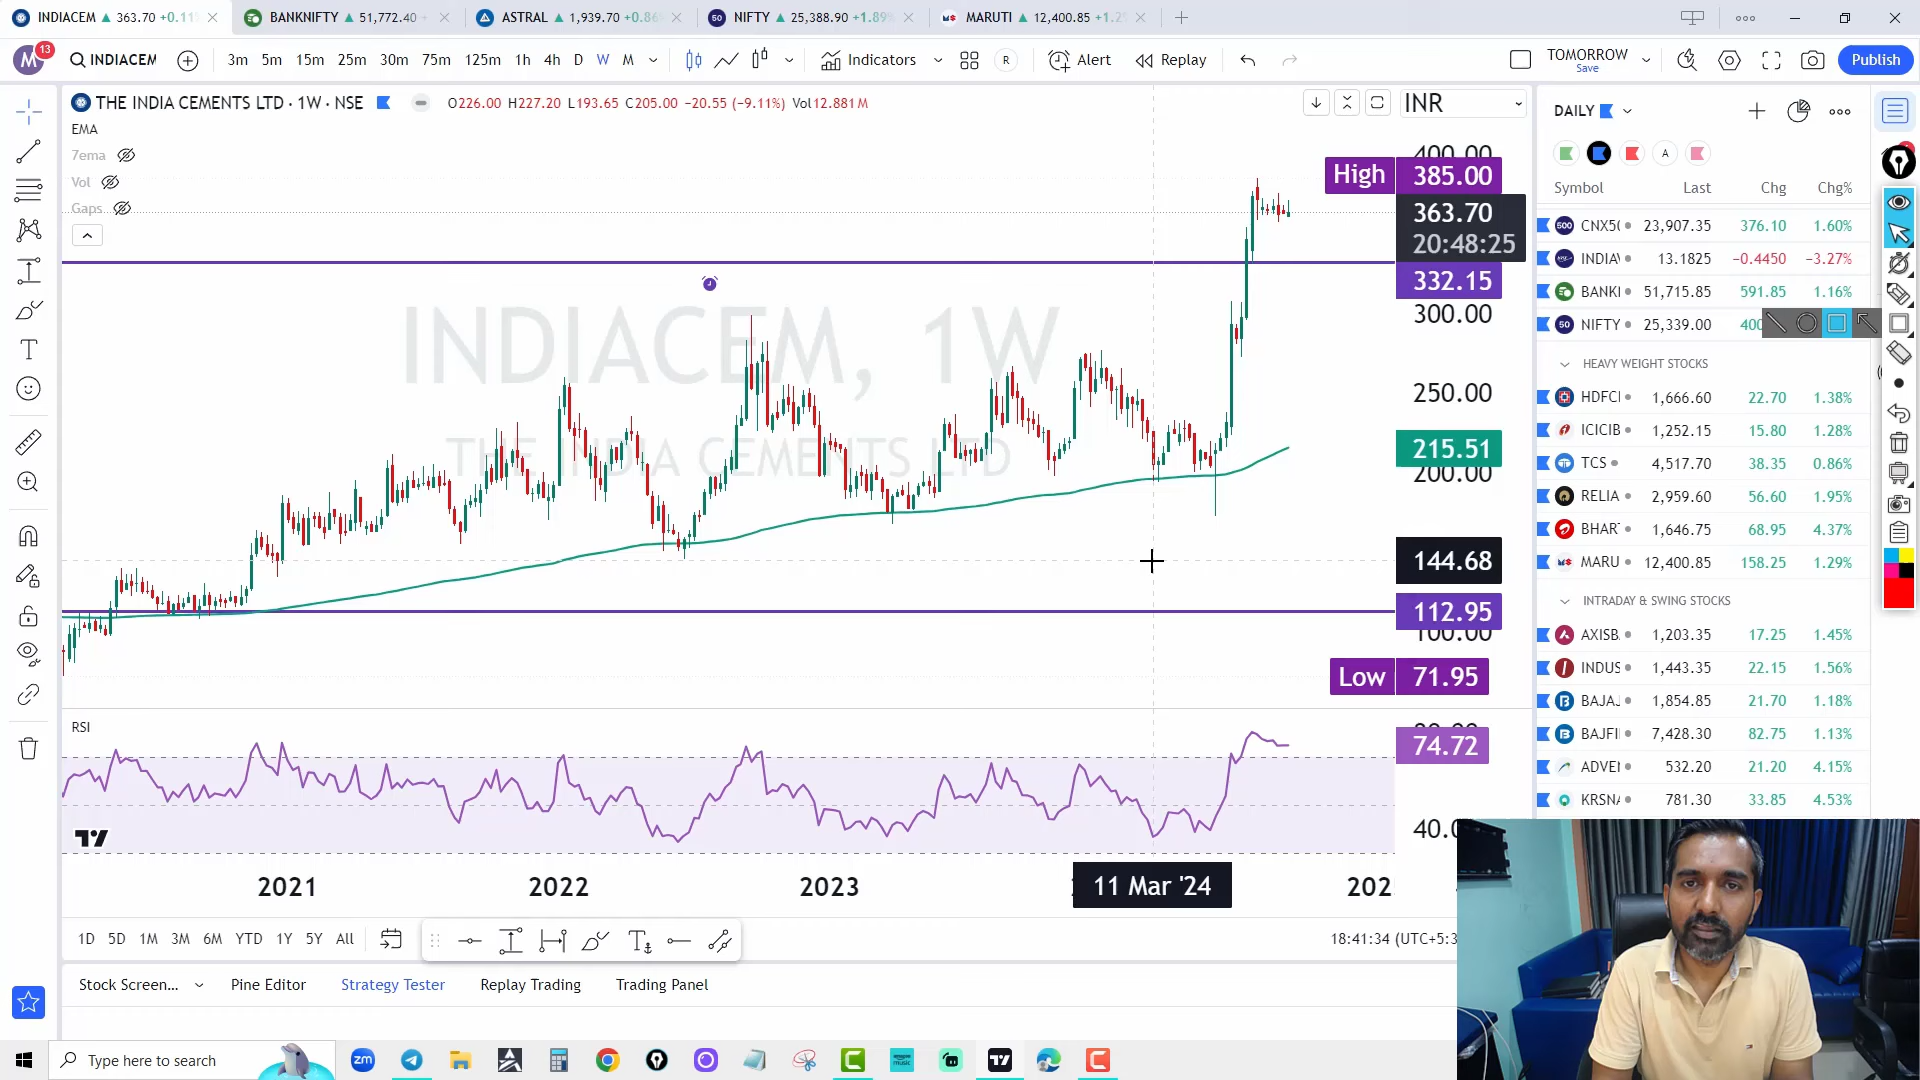 INDIACEM 363.70 +0.11
BANKNIFTY 51,772.40
ASTRAL 1,939.70 +0.86
NIFTY 25,388.90 +1.89%
MARUTI 12,400.85 +1.2
M 13 INDIACEM 3m 5m 15m 25m 30m 75m 125m 1h 4h D W M Indicators R Alert Replay TOMORROW Save Publish
THE INDIA CEMENTS LTD · 1W · NSE O226.00 H227.20 L193.65 C205.00 −20.55 (−9.11%) Vol12.881 M INR
EMA
7ema
Vol
Gaps
INDIACEM, 1W
THE INDIA CEMENTS LTD
400.00
High 385.00
363.70
20:48:25
332.15
300.00
250.00
215.51
200.00
144.68
112.95
100.00
Low 71.95
RSI
74.72
2021 2022 2023 11 Mar '24
1D 5D 1M 3M 6M YTD 1Y 5Y All
18:41:34 (UTC+5:3
Stock Screen... Pine Editor Strategy Tester Replay Trading Trading Panel
DAILY
A
Symbol Last Chg Chg%
23,907.35 376.10 1.60%
13.1825 −0.4450 −3.27%
BANKI 51,715.85 591.85 1.16%
NIFTY 25,339.00
HEAVY WEIGHT STOCKS
HDFCI 1,666.60 22.70 1.38%
ICICIB 1,252.15 15.80 1.28%
TCS 4,517.70 38.35 0.86%
RELIA 2,959.60 56.60 1.95%
BHAR 1,646.75 68.95 4.37%
MARU 12,400.85 158.25 1.29%
INTRADAY & SWING STOCKS
AXISB 1,203.35 17.25 1.45%
INDUS 1,443.35 22.15 1.56%
BAJAJ 1,854.85 21.70 1.18%
BAJFI 7,428.30 82.75 1.13%
ADVE 532.20 21.20 4.15%
KRSNA 781.30 33.85 4.53%
Type here to search
zm